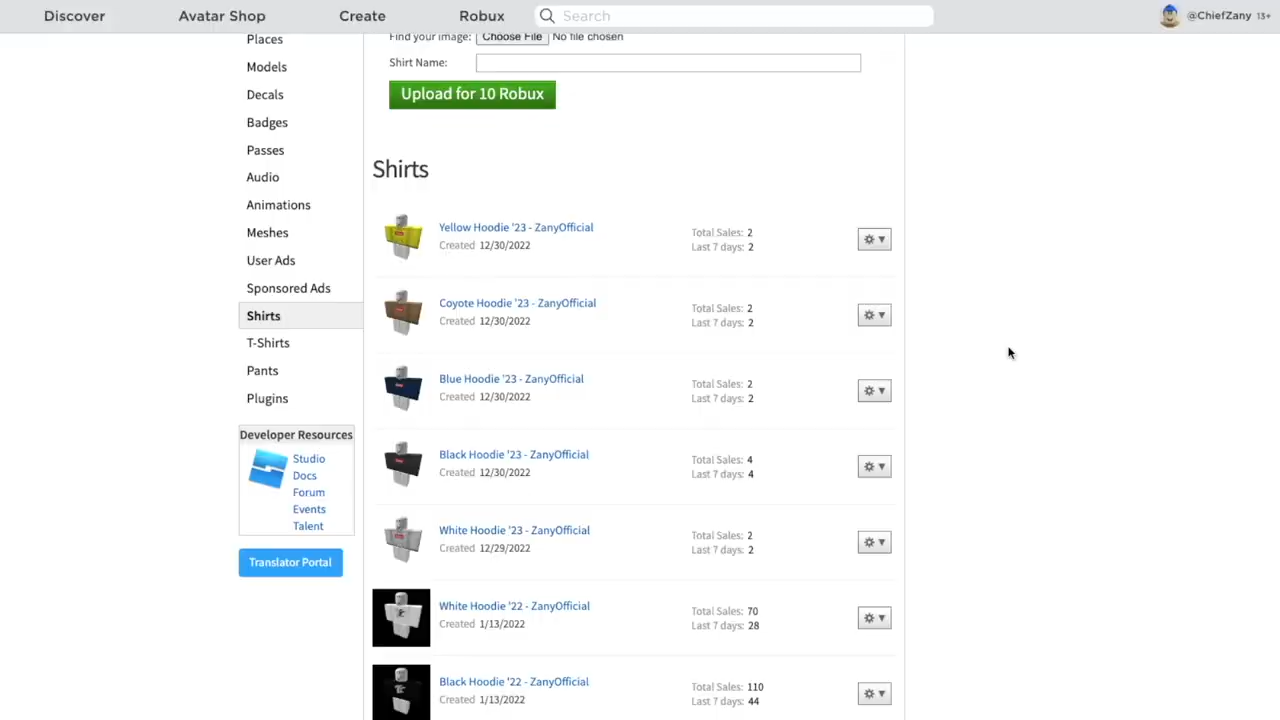 Discover
Avatar Shop
Create
Robux
Search
@ChiefZany 13+
Places
Models
Decals
Badges
Passes
Audio
Animations
Meshes
User Ads
Sponsored Ads
Shirts
T-Shirts
Pants
Plugins
Developer Resources
Studio
Docs
Forum
Events
Talent
Translator Portal
Find your image: Choose File No file chosen
Shirt Name:
Upload for 10 Robux
Shirts
Yellow Hoodie '23 - ZanyOfficial
Created 12/30/2022
Total Sales: 2
Last 7 days: 2
Coyote Hoodie '23 - ZanyOfficial
Created 12/30/2022
Total Sales: 2
Last 7 days: 2
Blue Hoodie '23 - ZanyOfficial
Created 12/30/2022
Total Sales: 2
Last 7 days: 2
Black Hoodie '23 - ZanyOfficial
Created 12/30/2022
Total Sales: 4
Last 7 days: 4
White Hoodie '23 - ZanyOfficial
Created 12/29/2022
Total Sales: 2
Last 7 days: 2
White Hoodie '22 - ZanyOfficial
Created 1/13/2022
Total Sales: 70
Last 7 days: 28
Black Hoodie '22 - ZanyOfficial
Created 1/13/2022
Total Sales: 110
Last 7 days: 44